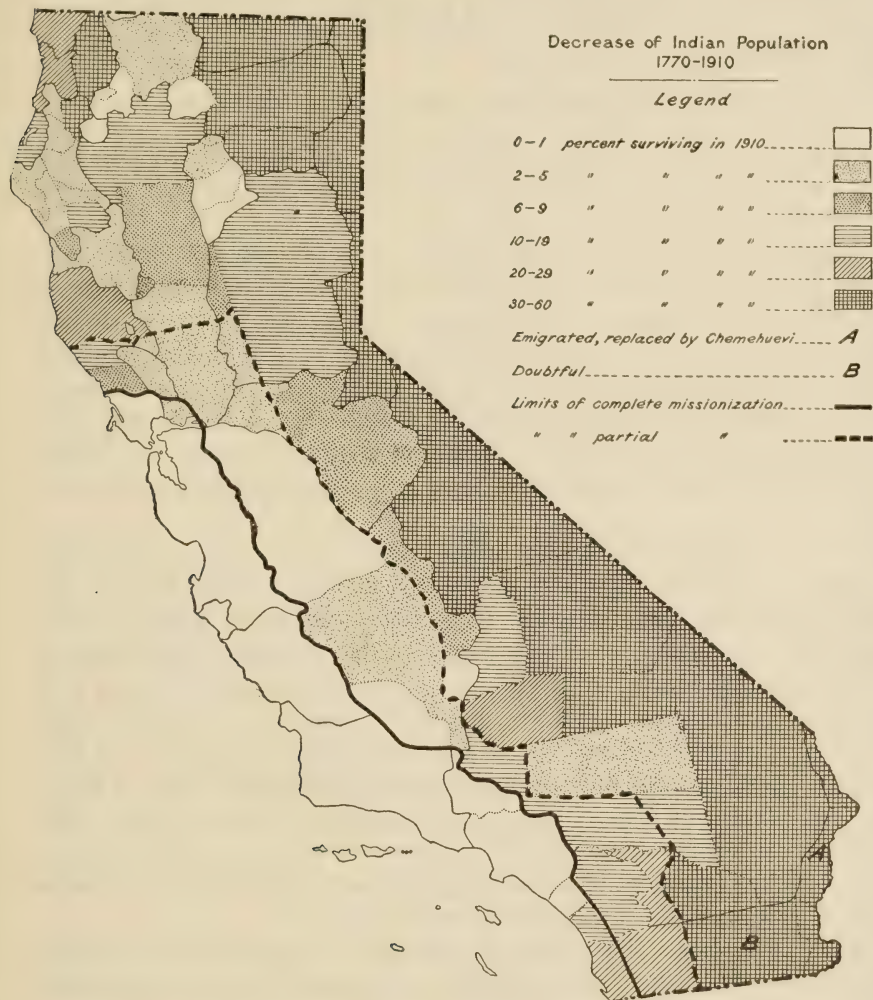 Decrease of Indian Population
1770-1910
Legend
0-1 percent surviving in 1910
2-5 " " " "
6-9 " " " "
10-19 " " " "
20-29 " " " "
30-60 " " " "
Emigrated, replaced by Chemehuevi A
Doubtful B
Limits of complete missionization
" " partial "
A
B